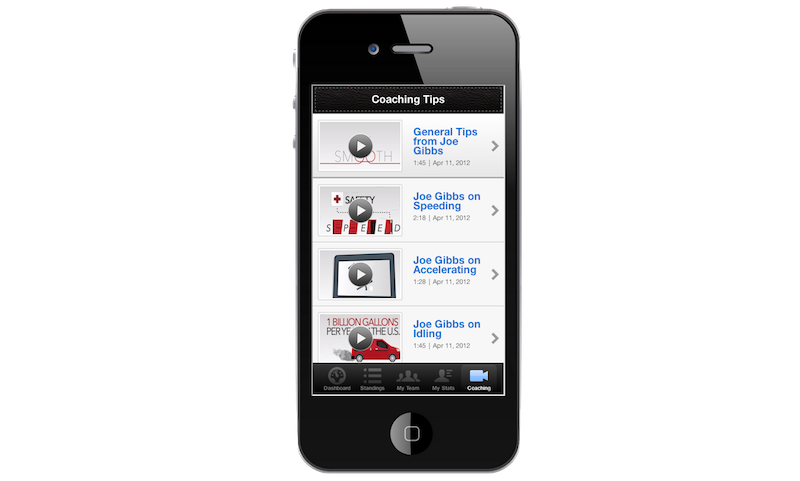 Coaching Tips
SMOOTH
General Tips
from Joe
Gibbs
1:45 | Apr 11, 2012
SAFETY
SPEED
Joe Gibbs on
Speeding
2:18 | Apr 11, 2012
Joe Gibbs on
Accelerating
1:28 | Apr 11, 2012
1 BILLION GALLONS
PER YEAR THE U.S.
Joe Gibbs on
Idling
1:45 | Apr 11, 2012
Dashboard
Standings
My Team
My Stats
Coaching